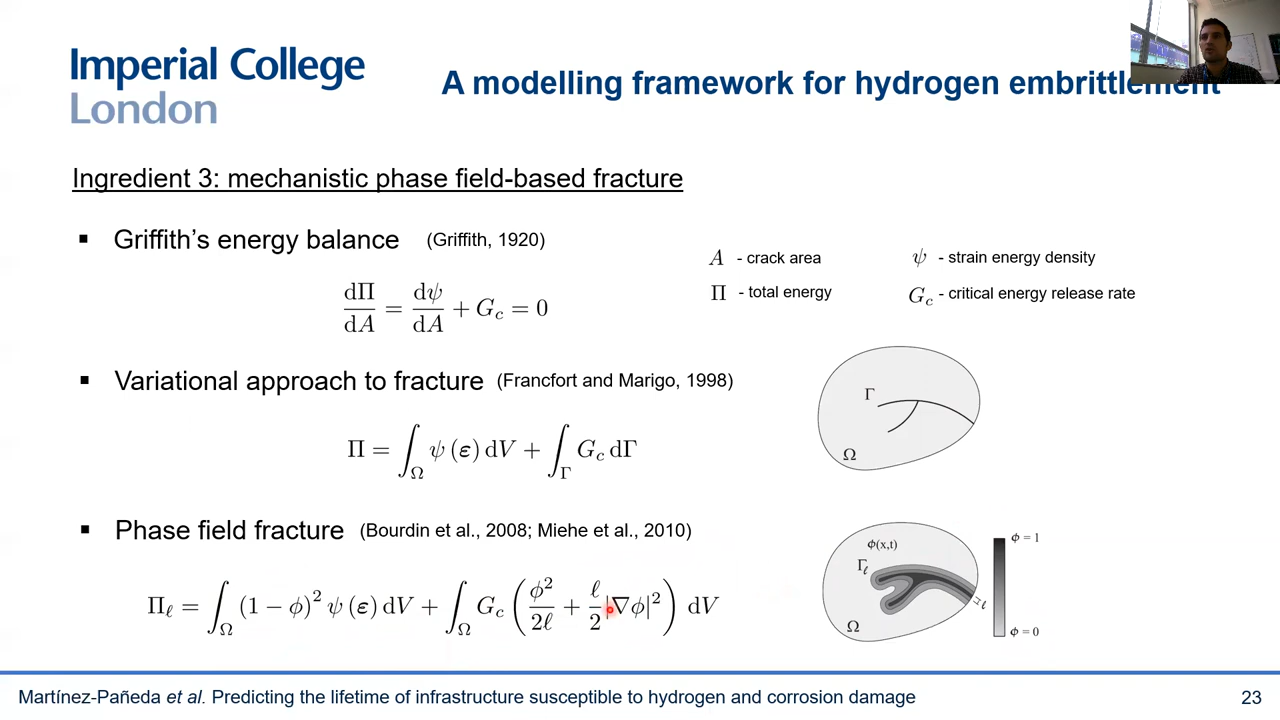 Imperial College
London
A modelling framework for hydrogen embrittlement
Ingredient 3: mechanistic phase field-based fracture
▪ Griffith's energy balance (Griffith, 1920)
A - crack area
ψ - strain energy density
Π - total energy
G_c - critical energy release rate
dΠ/dA = dψ/dA + G_c = 0
▪ Variational approach to fracture (Francfort and Marigo, 1998)
Γ
Ω
Π = ∫_Ω ψ (ε) dV + ∫_Γ G_c dΓ
▪ Phase field fracture (Bourdin et al., 2008; Miehe et al., 2010)
ϕ(x,t)
Γ_ℓ
ℓ
Ω
ϕ = 1
ϕ = 0
Π_ℓ = ∫_Ω (1 − ϕ)² ψ (ε) dV + ∫_Ω G_c (ϕ²/2ℓ + ℓ/2 |∇ϕ|²) dV
Martínez-Pañeda et al. Predicting the lifetime of infrastructure susceptible to hydrogen and corrosion damage
23